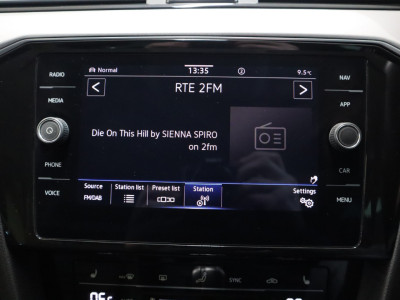 Normal 13:35 9.5°C
RADIO NAV
RTE 2FM
MEDIA APP
Die On This Hill by SIENNA SPIRO
on 2fm
PHONE CAR
VOICE MENU
Source Station list Preset list Station Settings
FM/DAB
SYNC